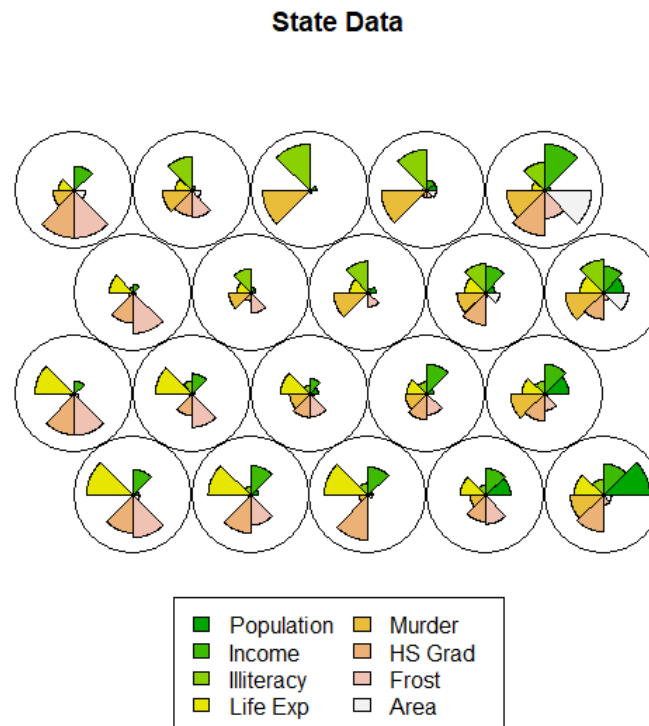 State Data
Population Murder
Income HS Grad
Illiteracy Frost
Life Exp Area